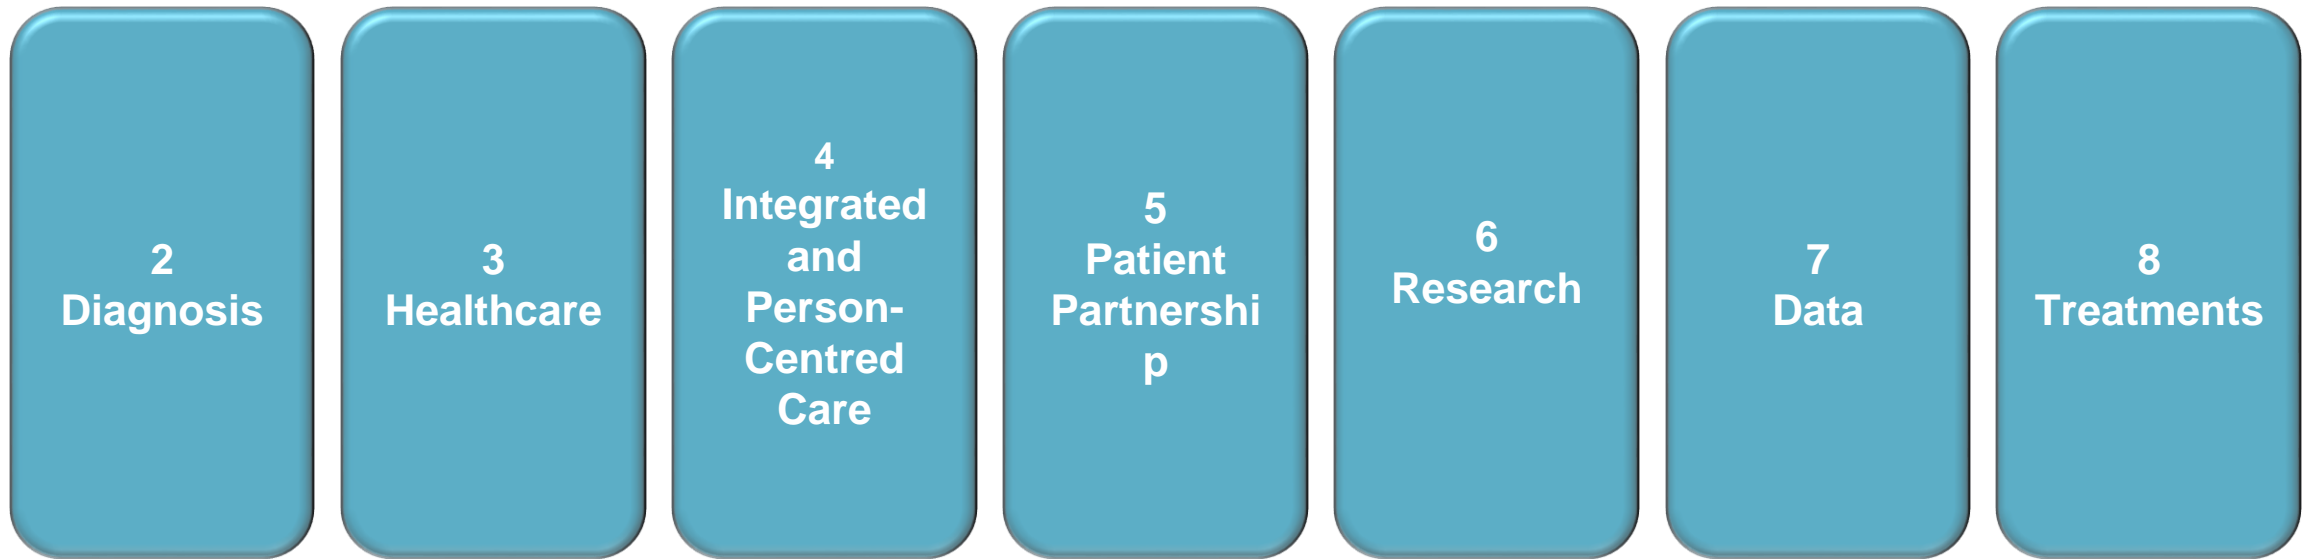 2
Diagnosis
3
Healthcare
4
Integrated
and
Person-
Centred
Care
5
Patient
Partnershi
p
6
Research
7
Data
8
Treatments